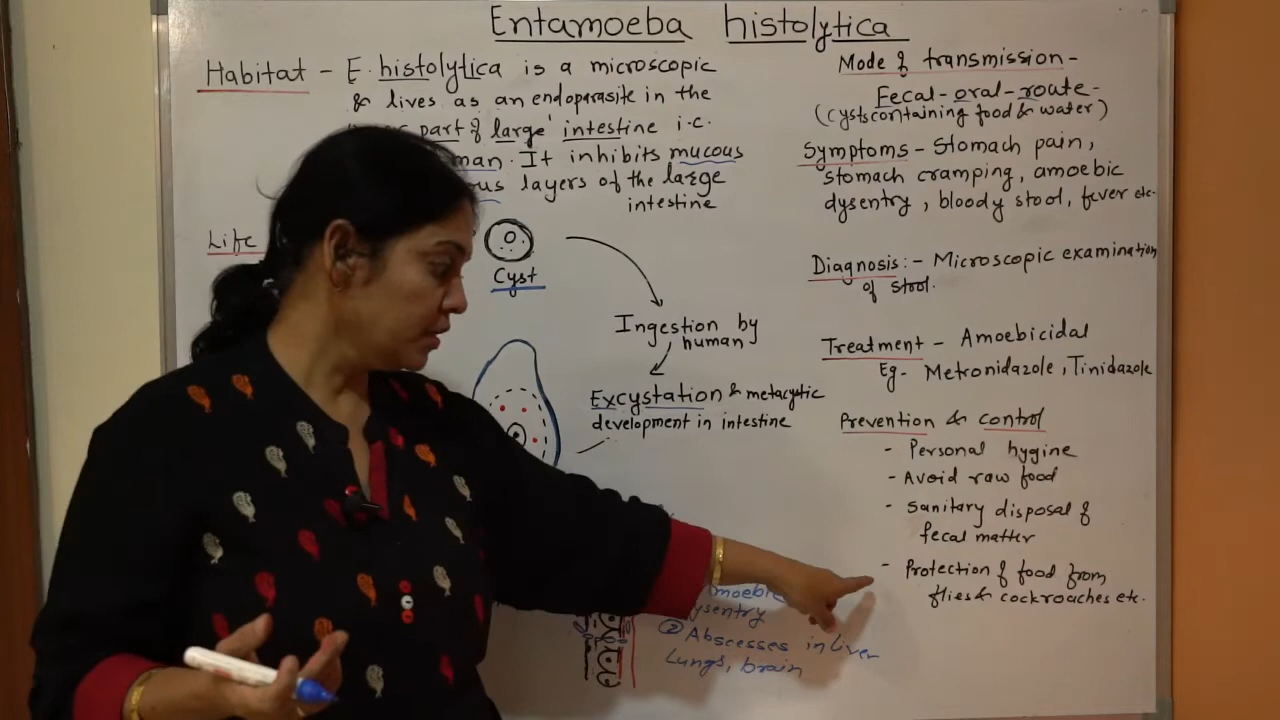 Entamoeba histolytica
Habitat - E. histolytica is a microscopic
& lives as an endoparasite in the
part of large intestine i.e.
man. It inhibits mucous
layers of the large
intestine
Life
Cyst
Ingestion by
human
Excystation & metacystic
development in intestine
dysentry
② Abscesses in Liver
Lungs, brain
Mode of transmission -
Fecal-oral-route-
(cysts containing food & water)
Symptoms - Stomach pain,
stomach cramping, amoebic
dysentry, bloody stool, fever etc.
Diagnosis :- Microscopic examination
of stool.
Treatment - Amoebicidal
Eg- Metronidazole, Tinidazole
Prevention & control
- Personal hygine
- Avoid raw food
- Sanitary disposal of
fecal matter
- Protection of food from
flies & cockroaches etc.